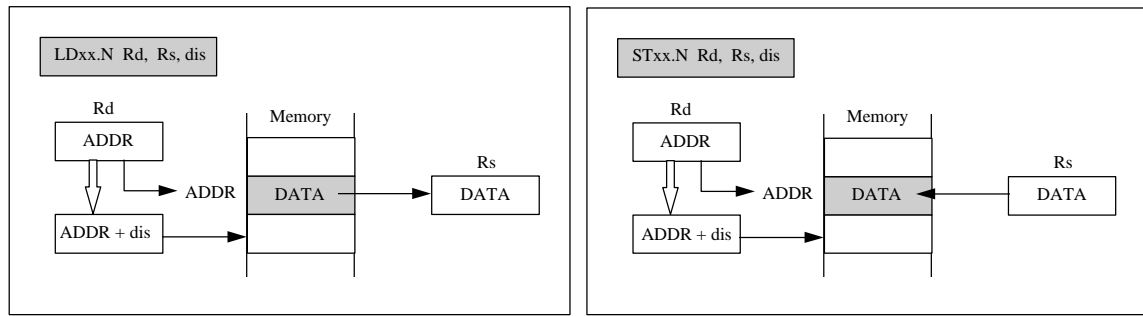 LDxx.N Rd, Rs, dis
Rd
Memory
ADDR
Rs
ADDR
DATA
DATA
ADDR + dis
STxx.N Rd, Rs, dis
Rd
Memory
ADDR
Rs
ADDR
DATA
DATA
ADDR + dis